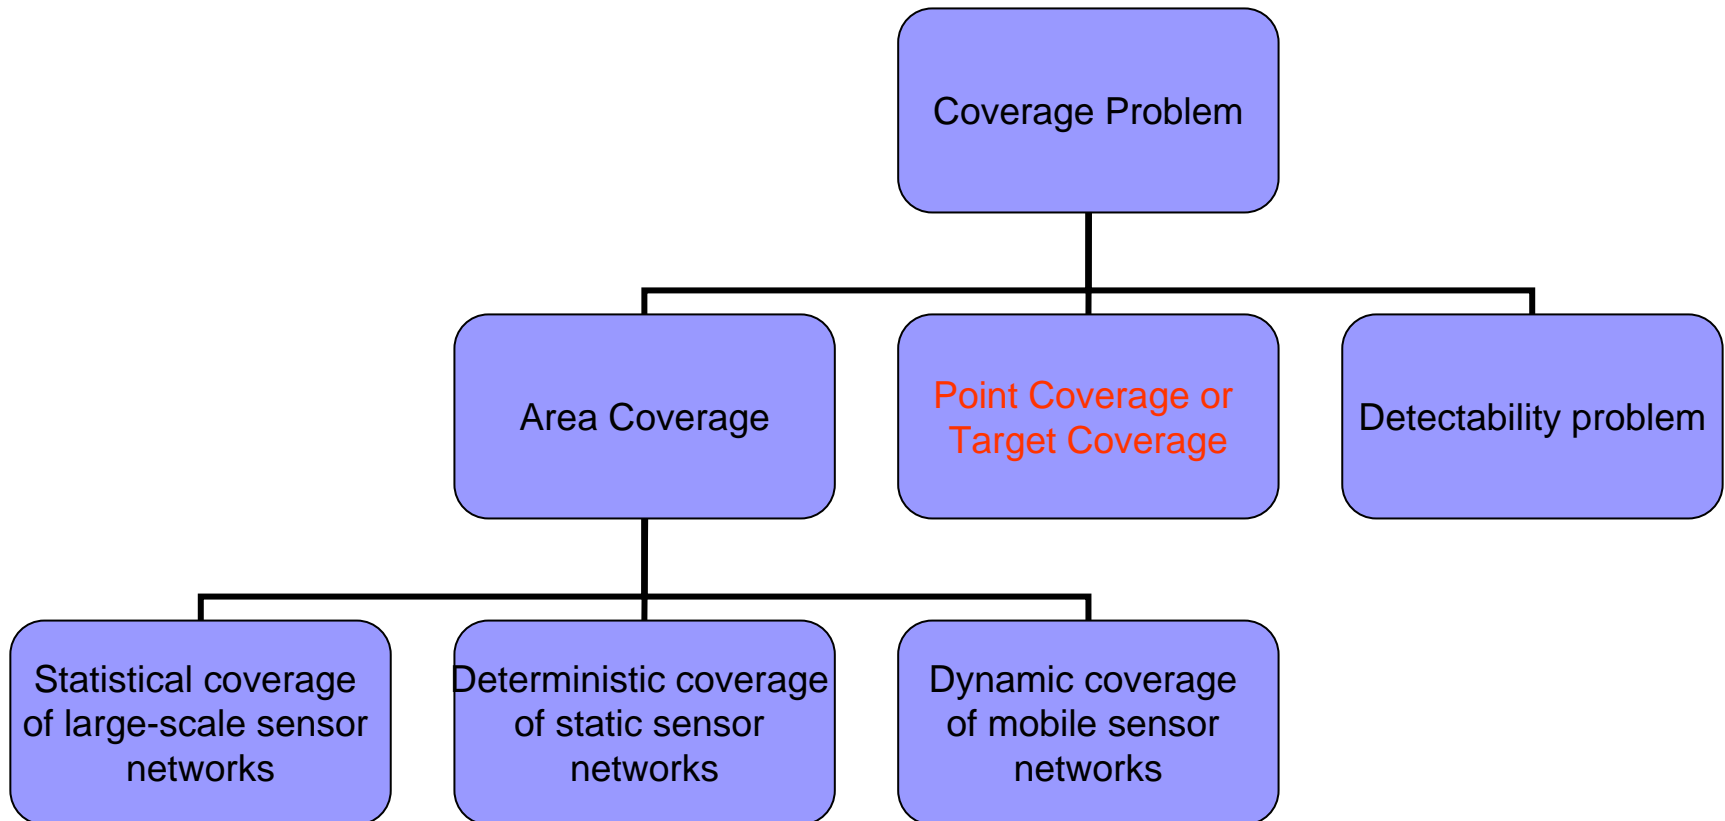 Coverage Problem
Area Coverage
Point Coverage or
Target Coverage
Detectability problem
Statistical coverage
of large-scale sensor
networks
Deterministic coverage
of static sensor
networks
Dynamic coverage
of mobile sensor
networks